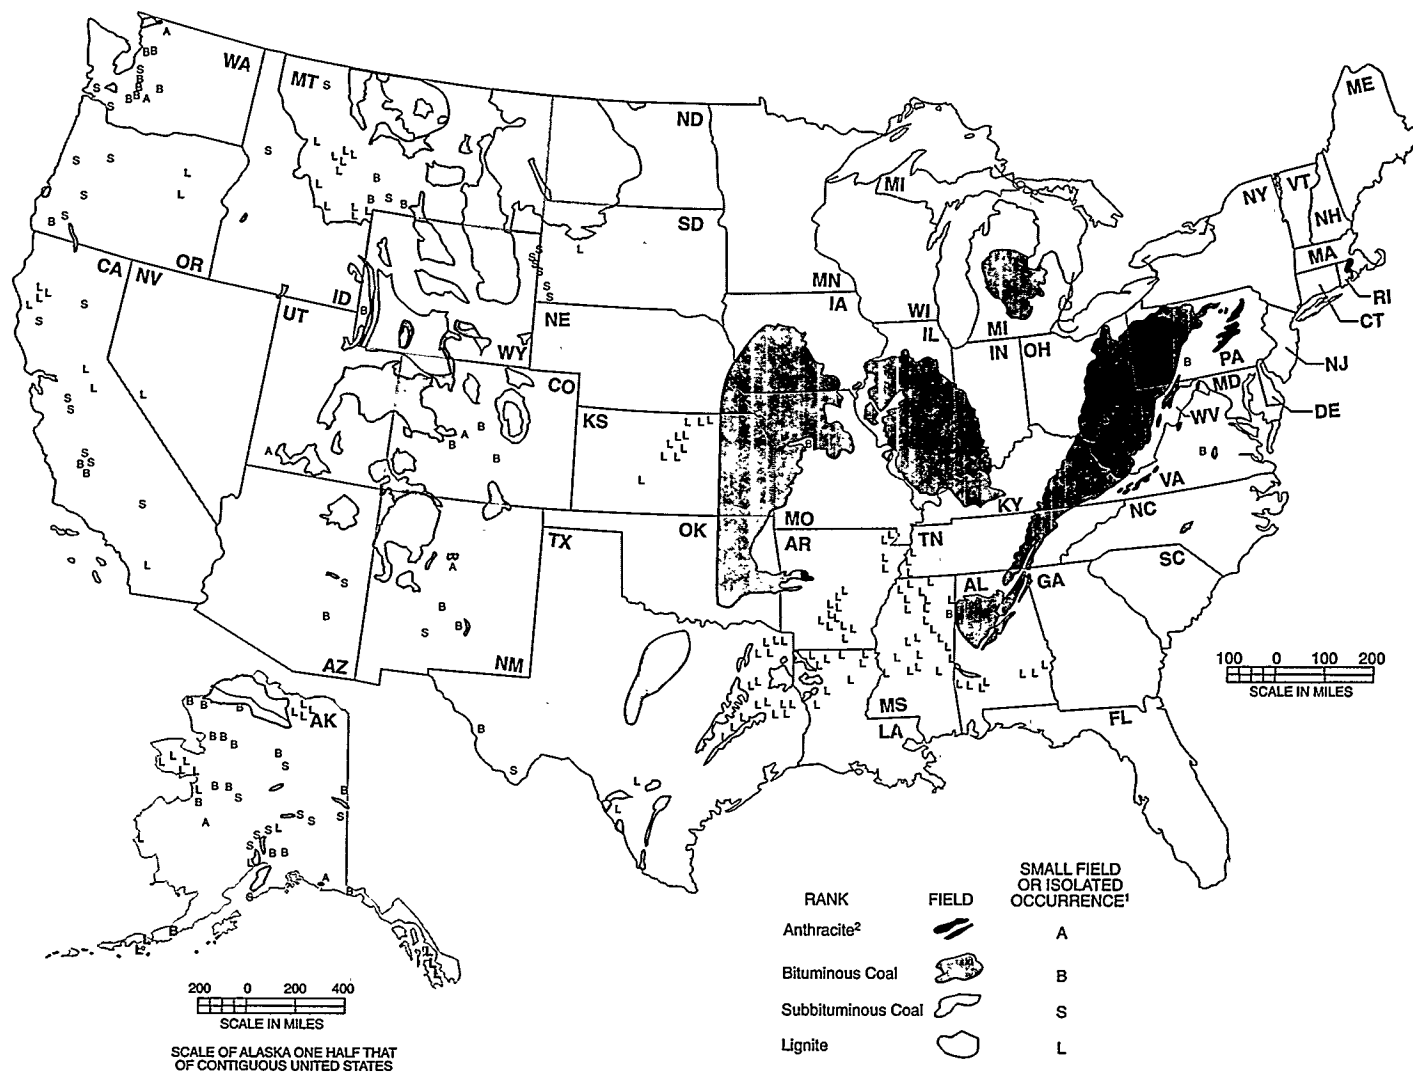 WA
MT
ND
ME
MI
NY
VT
NH
MA
RI
CT
SD
MN
IA
WI
CA
NV
OR
ID
UT
NE
WY
IL
MI
IN
OH
PA
NJ
MD
DE
CO
KS
WV
VA
KY
NC
MO
AR
OK
TX
TN
SC
AL
GA
AZ
NM
MS
LA
FL
AK
100 0 100 200
SCALE IN MILES
200 0 200 400
SCALE IN MILES
SCALE OF ALASKA ONE HALF THAT
OF CONTIGUOUS UNITED STATES
RANK FIELD SMALL FIELD
OR ISOLATED
OCCURRENCE¹
Anthracite² A
Bituminous Coal B
Subbituminous Coal S
Lignite L